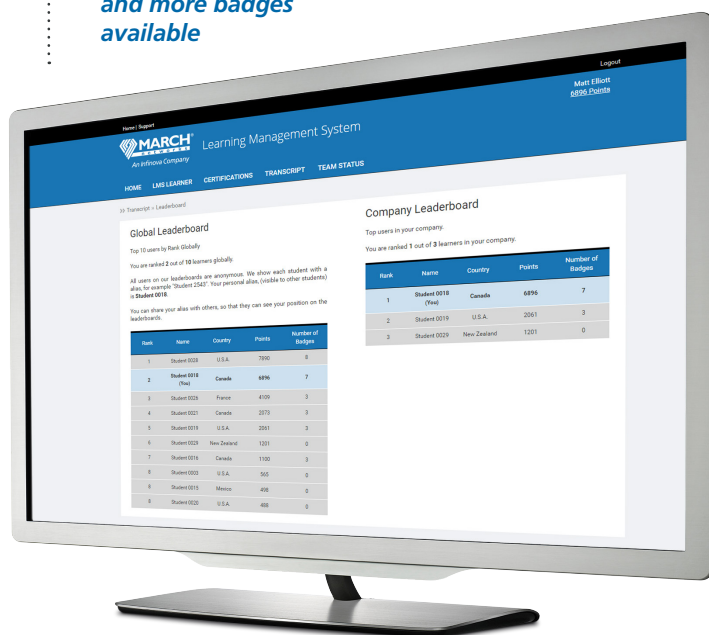 and more badges
available
Logout
Home | Support
Matt Elliott
6896 Points
MARCH®
networks
An Infinova Company
Learning Management System
HOME LMS LEARNER CERTIFICATIONS TRANSCRIPT TEAM STATUS
>> Transcript > Leaderboard
Global Leaderboard
Top 10 users by Rank Globally
You are ranked 2 out of 10 learners globally.
All users on our leaderboards are anonymous. We show each student with a
alias, for example "Student 2543". Your personal alias, (visible to other students)
is Student 0018.
You can share your alias with others, so that they can see your position on the
leaderboards.
Rank Name Country Points Number of Badges
1 Student 0028 U.S.A. 7890 8
2 Student 0018 (You) Canada 6896 7
3 Student 0026 France 4109 3
4 Student 0021 Canada 2073 3
5 Student 0019 U.S.A. 2061 3
6 Student 0029 New Zealand 1201 0
7 Student 0016 Canada 1100 3
8 Student 0003 U.S.A. 565 0
Student 0015 Mexico 0
Student 0020 U.S.A. 488 0
Company Leaderboard
Top users in your company.
You are ranked 1 out of 3 learners in your company.
Rank Name Country Points Number of Badges
1 Student 0018 (You) Canada 6896 7
2 Student 0019 U.S.A. 2061 3
3 Student 0029 New Zealand 1201 0